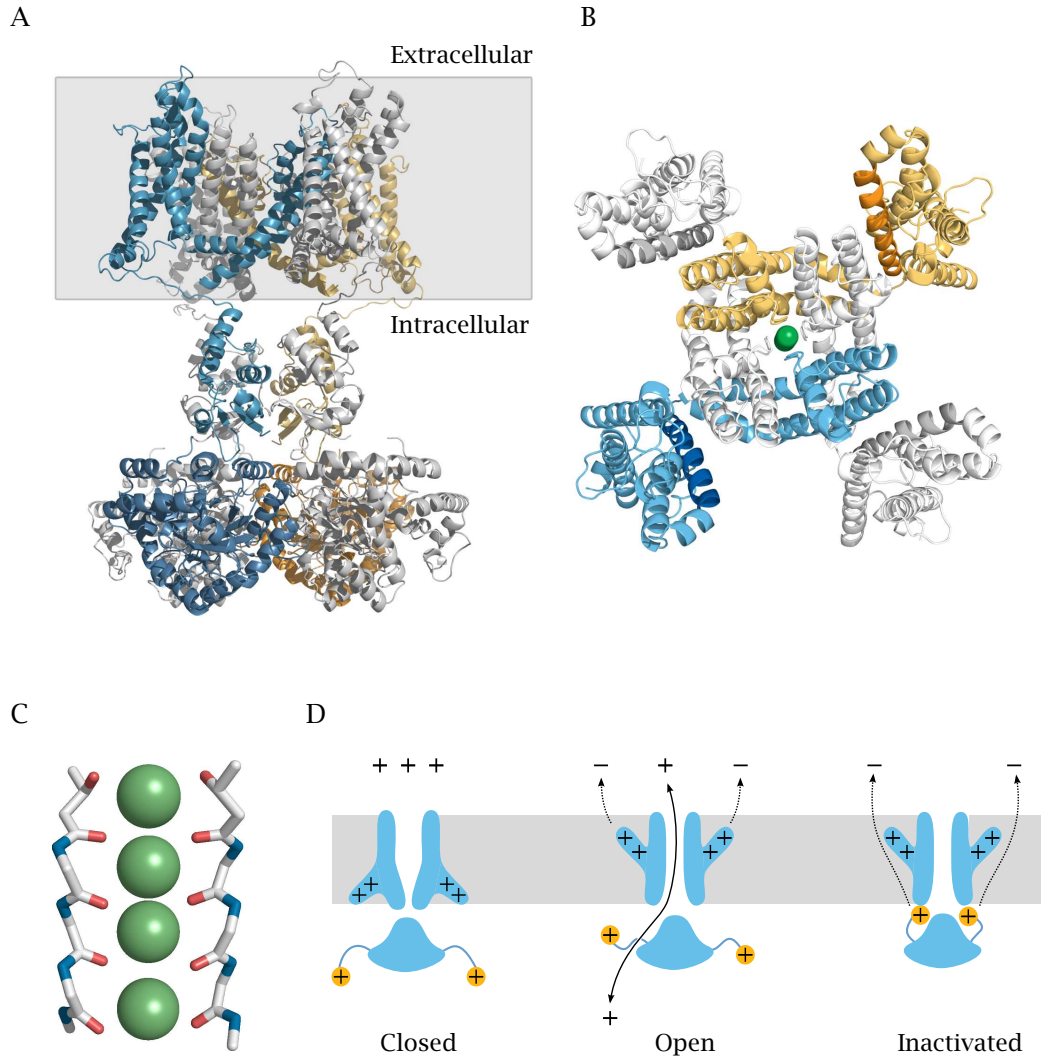 A
B
Extracellular
Intracellular
C
D
+ + +
− + −
− −
+ + + +
+ + + +
+ + + +
+ +
+ +
+ +
+
Closed
Open
Inactivated